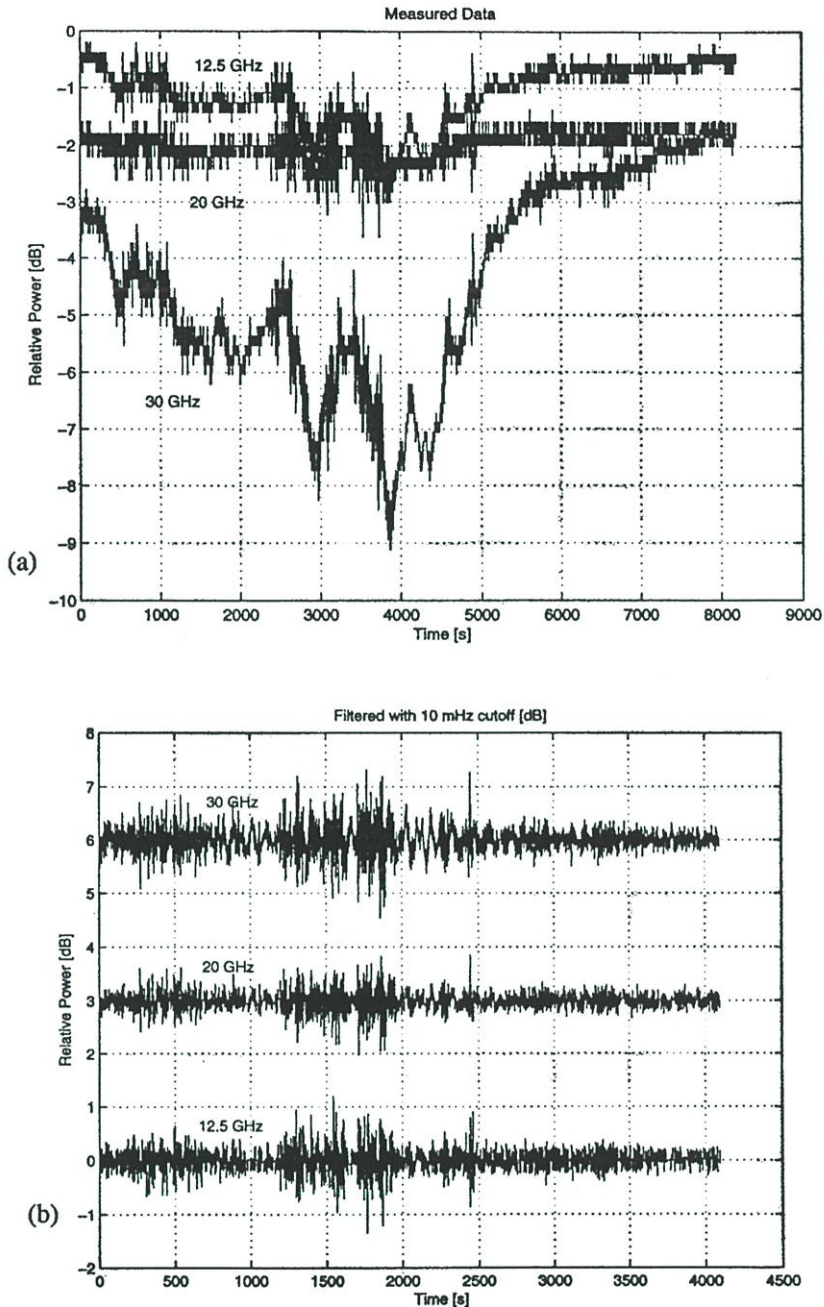 Measured Data
0
-1
-2
-3
-4
-5
-6
-7
-8
-9
-10
Relative Power [dB]
12.5 GHz
20 GHz
30 GHz
(a)
0 1000 2000 3000 4000 5000 6000 7000 8000 9000
Time [s]
Filtered with 10 mHz cutoff [dB]
8
7
6
5
4
3
2
1
0
-1
-2
Relative Power [dB]
30 GHz
20 GHz
12.5 GHz
(b)
0 500 1000 1500 2000 2500 3000 3500 4000 4500
Time [s]